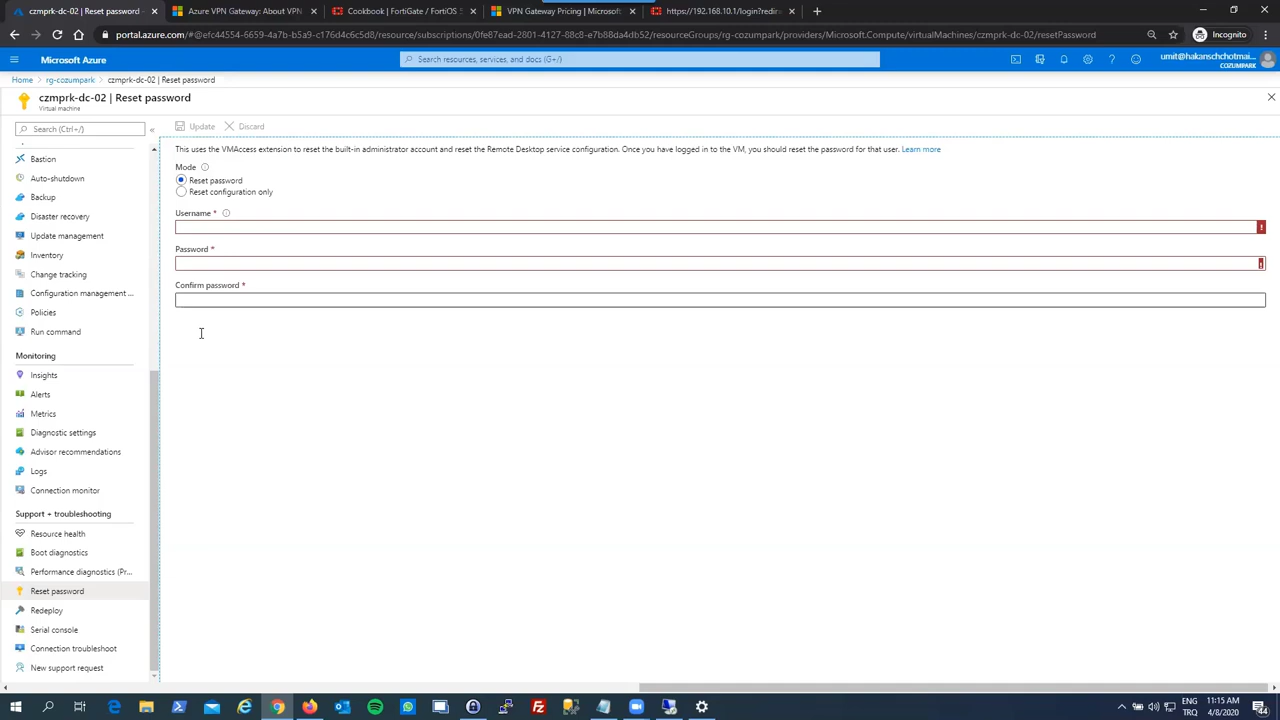 czmprk-dc-02 | Reset password -
Azure VPN Gateway: About VPN
Cookbook | FortiGate / FortiOS 5
VPN Gateway Pricing | Microsoft
https://192.168.10.1/login?redir
portal.azure.com/#@efc44554-6659-4a7b-b5a9-c176d4c6c5d8/resource/subscriptions/0fe87ead-2801-4127-88c8-e7b88da4db52/resourceGroups/rg-cozumpark/providers/Microsoft.Compute/virtualMachines/czmprk-dc-02/resetPassword
Incognito
Microsoft Azure
Search resources, services, and docs (G+/)
umit@hakanschotmai...
COZUMPARK
Home > rg-cozumpark > czmprk-dc-02 | Reset password
czmprk-dc-02 | Reset password
Virtual machine
Search (Ctrl+/)
Update
Discard
This uses the VMAccess extension to reset the built-in administrator account and reset the Remote Desktop service configuration. Once you have logged in to the VM, you should reset the password for that user. Learn more
Mode
Reset password
Reset configuration only
Username *
Password *
Confirm password *
Bastion
Auto-shutdown
Backup
Disaster recovery
Update management
Inventory
Change tracking
Configuration management ...
Policies
Run command
Monitoring
Insights
Alerts
Metrics
Diagnostic settings
Advisor recommendations
Logs
Connection monitor
Support + troubleshooting
Resource health
Boot diagnostics
Performance diagnostics (Pr...
Reset password
Redeploy
Serial console
Connection troubleshoot
New support request
ENG
TRQ
11:15 AM
4/8/2020